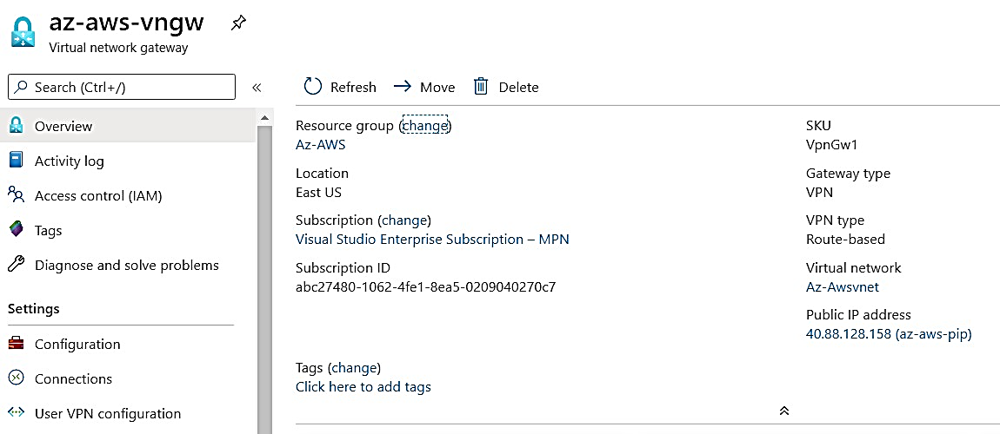 az-aws-vngw
Virtual network gateway
Search (Ctrl+/)
«
Overview
Activity log
Access control (IAM)
Tags
Diagnose and solve problems
Settings
Configuration
Connections
User VPN configuration
Refresh
Move
Delete
Resource group (change)
Az-AWS
Location
East US
Subscription (change)
Visual Studio Enterprise Subscription – MPN
Subscription ID
abc27480-1062-4fe1-8ea5-0209040270c7
SKU
VpnGw1
Gateway type
VPN
VPN type
Route-based
Virtual network
Az-Awsvnet
Public IP address
40.88.128.158 (az-aws-pip)
Tags (change)
Click here to add tags